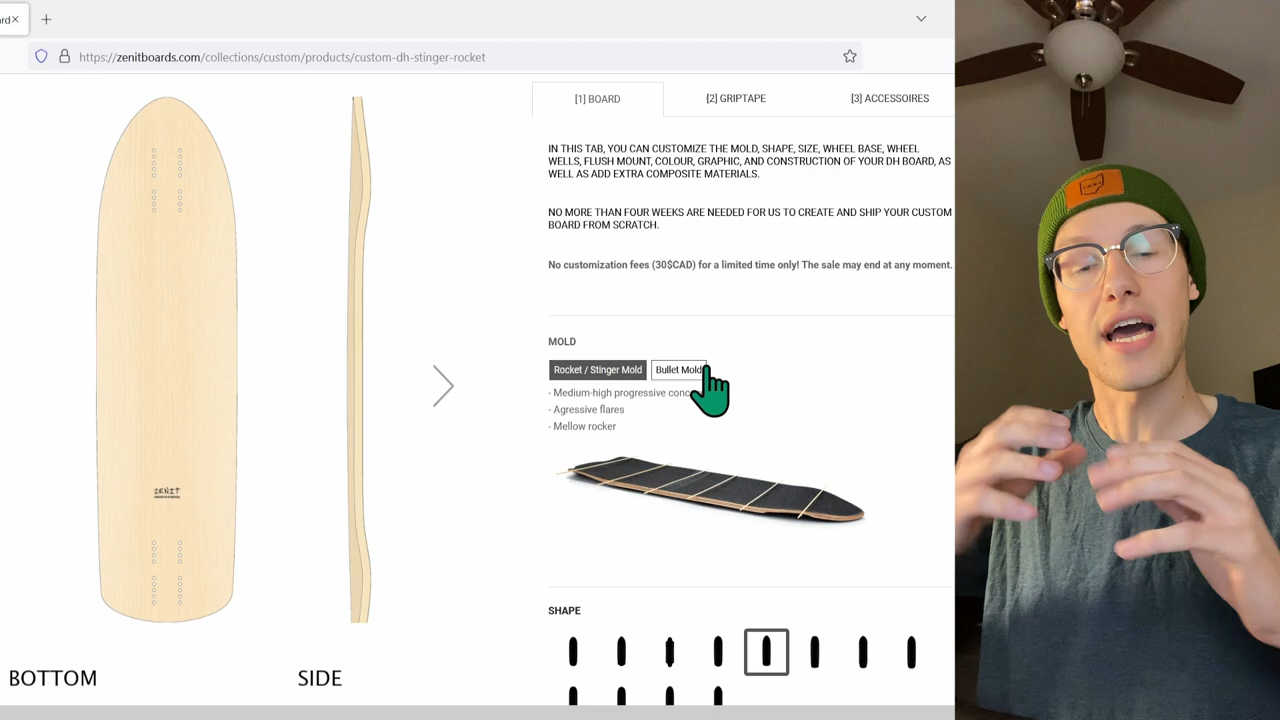 rd
https://zenitboards.com/collections/custom/products/custom-dh-stinger-rocket
[1] BOARD
[2] GRIPTAPE
[3] ACCESSOIRES
IN THIS TAB, YOU CAN CUSTOMIZE THE MOLD, SHAPE, SIZE, WHEEL BASE, WHEEL
WELLS, FLUSH MOUNT, COLOUR, GRAPHIC, AND CONSTRUCTION OF YOUR DH BOARD, AS
WELL AS ADD EXTRA COMPOSITE MATERIALS.
NO MORE THAN FOUR WEEKS ARE NEEDED FOR US TO CREATE AND SHIP YOUR CUSTOM
BOARD FROM SCRATCH.
No customization fees (30$CAD) for a limited time only! The sale may end at any moment.
MOLD
Rocket / Stinger Mold
Bullet Mold
- Medium-high progressive conc
- Agressive flares
- Mellow rocker
ZENIT
SHAPE
BOTTOM
SIDE